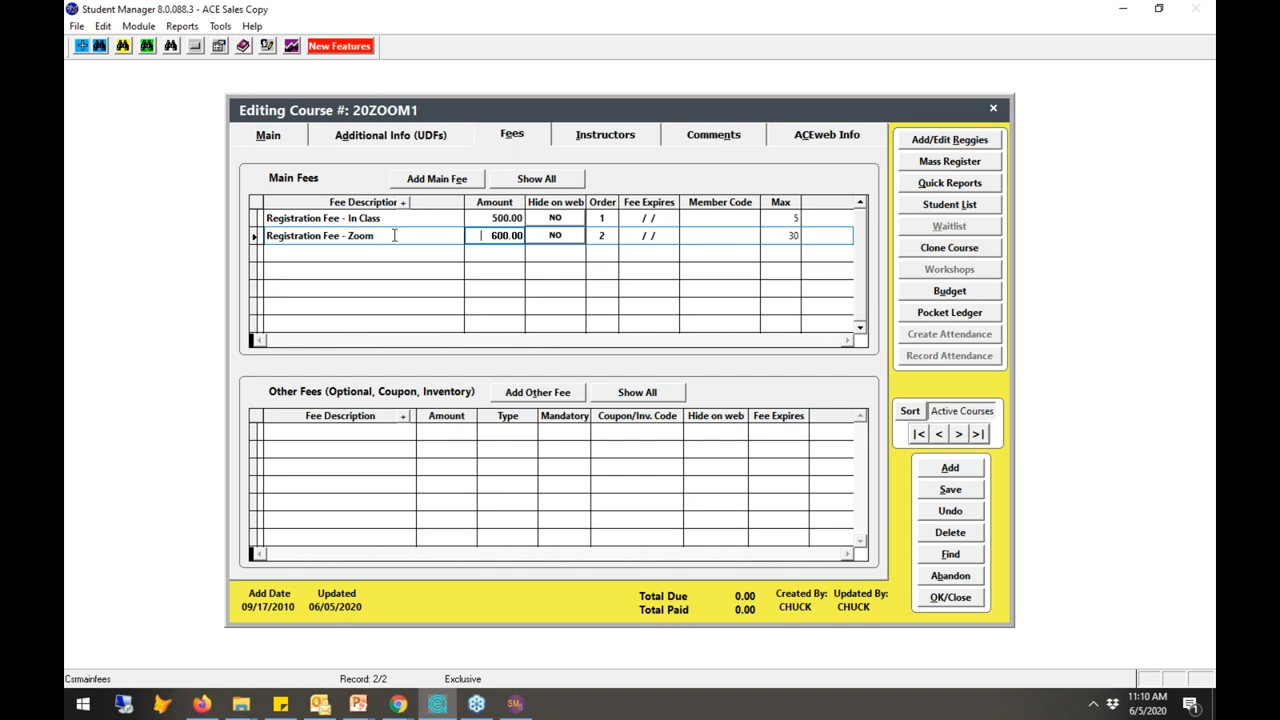 Student Manager 8.0.088.3 - ACE Sales Copy
File Edit Module Reports Tools Help
New Features
Editing Course #: 20ZOOM1
Main Additional Info (UDFs) Fees Instructors Comments ACEweb Info
Main Fees Add Main Fee Show All
Fee Description + Amount Hide on web Order Fee Expires Member Code Max
Registration Fee - In Class 500.00 NO 1 / / 5
Registration Fee - Zoom 600.00 NO 2 / / 30
Other Fees (Optional, Coupon, Inventory) Add Other Fee Show All
Fee Description + Amount Type Mandatory Coupon/Inv. Code Hide on web Fee Expires
Add Date Updated Total Due 0.00 Created By: Updated By:
09/17/2010 06/05/2020 Total Paid 0.00 CHUCK CHUCK
Add/Edit Reggies
Mass Register
Quick Reports
Student List
Waitlist
Clone Course
Workshops
Budget
Pocket Ledger
Create Attendance
Record Attendance
Sort Active Courses
|< < > >|
Add
Save
Undo
Delete
Find
Abandon
OK/Close
Csrmainfees Record: 2/2 Exclusive
11:10 AM
6/5/2020